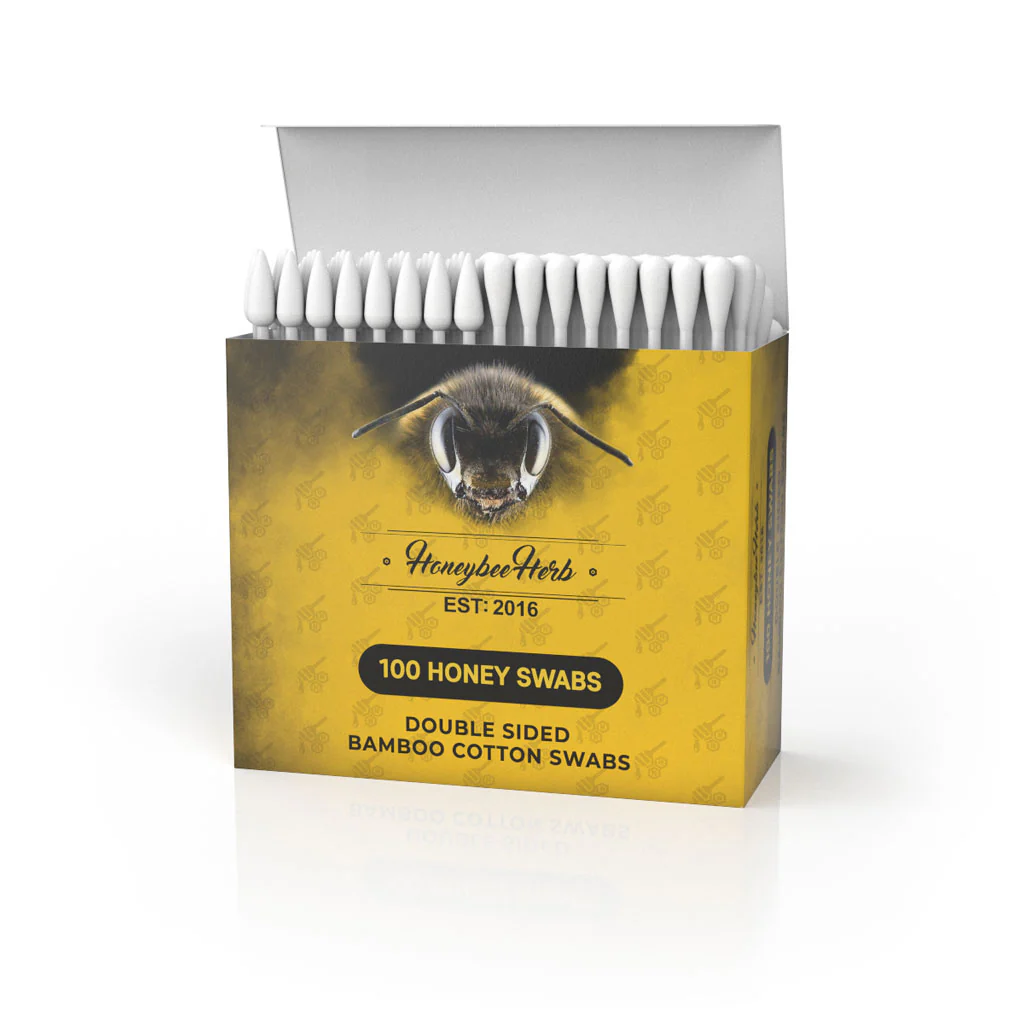 HoneybeeHerb
EST: 2016
100 HONEY SWABS
DOUBLE SIDED
BAMBOO COTTON SWABS